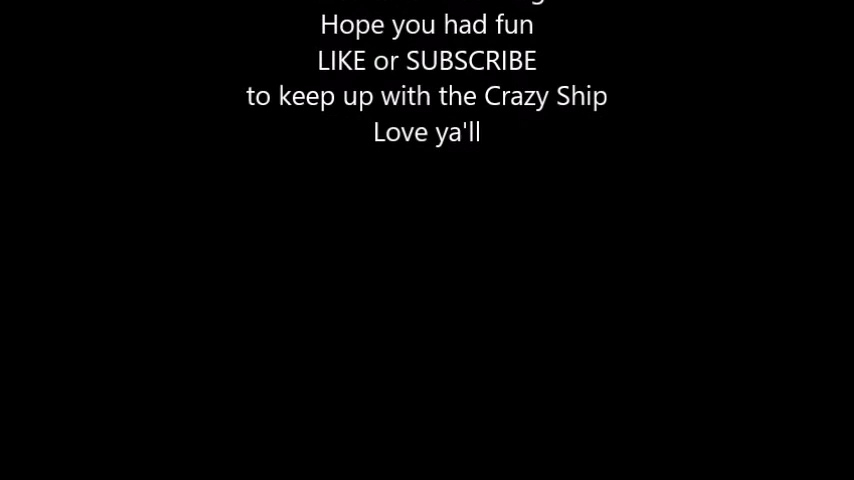 Hope you had fun
LIKE or SUBSCRIBE
to keep up with the Crazy Ship
Love ya'll